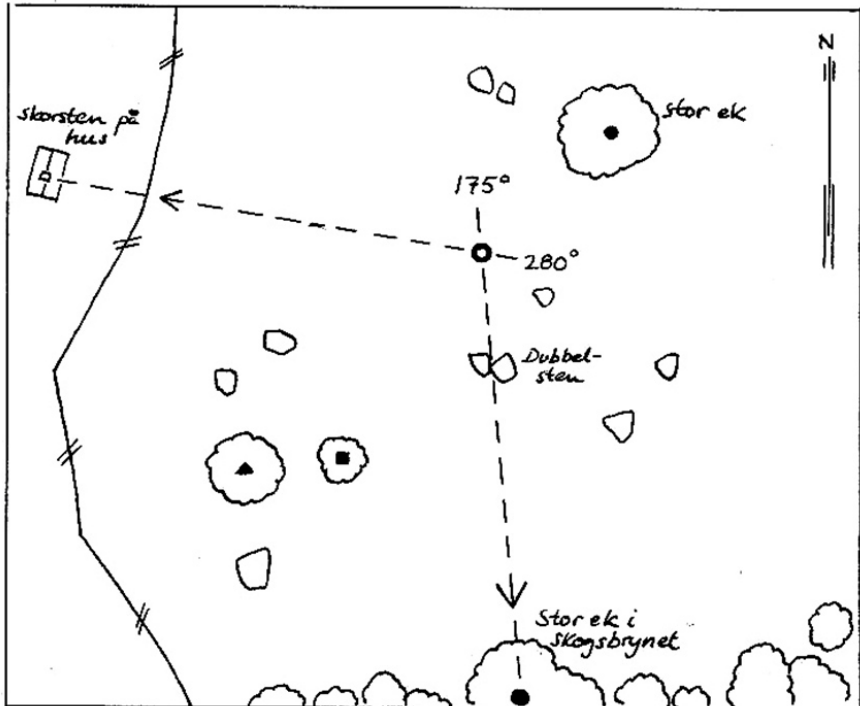 N
skorsten på
hus
stor ek
175°
280°
Dubbel-
sten
Stor ek i
skogsbrynet